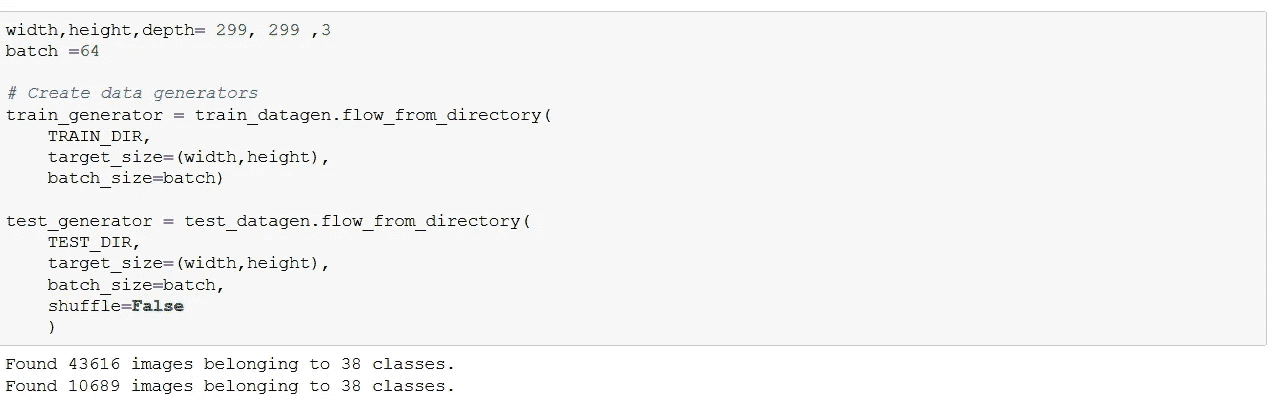 width,height,depth= 299, 299 ,3
batch =64
# Create data generators
train_generator = train_datagen.flow_from_directory(
TRAIN_DIR,
target_size=(width,height),
batch_size=batch)
test_generator = test_datagen.flow_from_directory(
TEST_DIR,
target_size=(width,height),
batch_size=batch,
shuffle=False
)
Found 43616 images belonging to 38 classes.
Found 10689 images belonging to 38 classes.